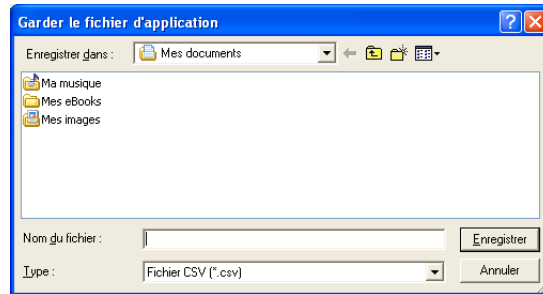 Garder le fichier d'application
Enregistrer dans : Mes documents
Ma musique
Mes eBooks
Mes images
Nom du fichier : Enregistrer
Type : Fichier CSV (*.csv) Annuler